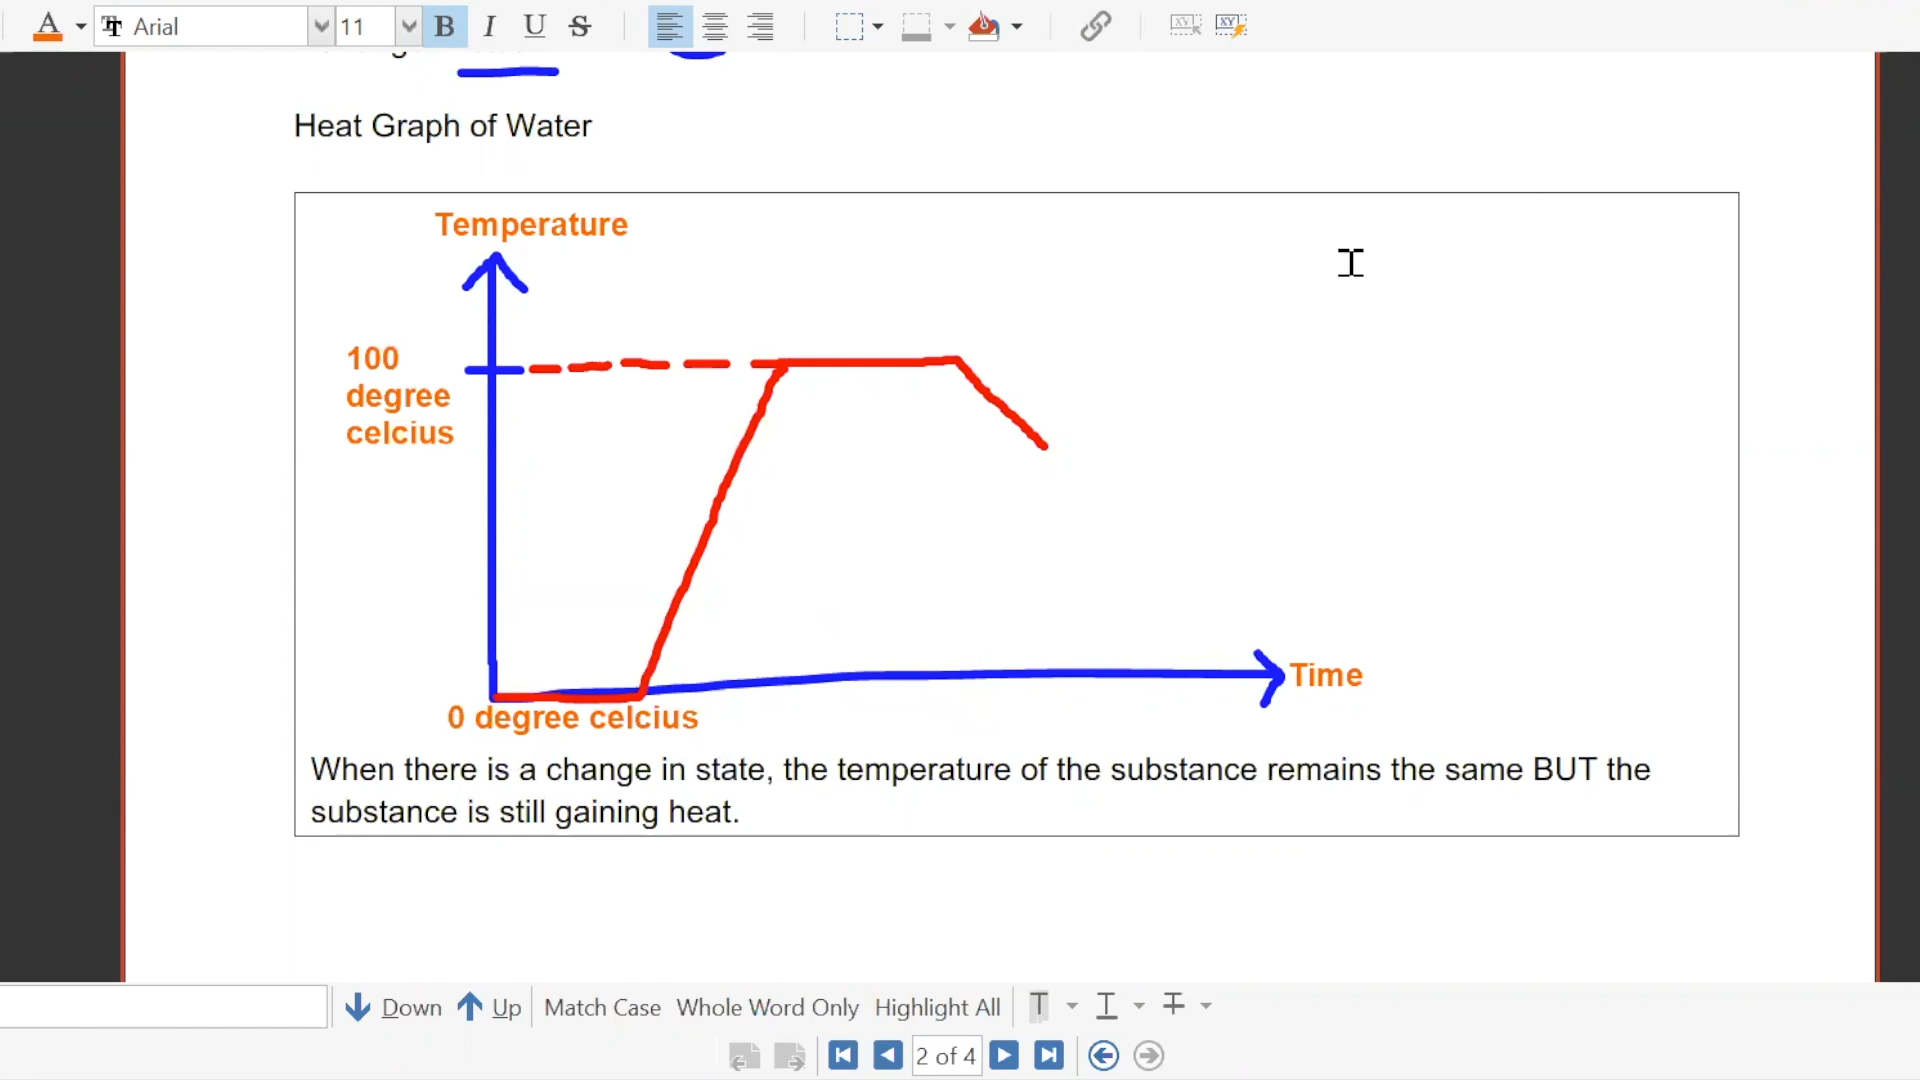 A Arial 11 B I U S
Heat Graph of Water
Temperature
100
degree
celcius
Time
0 degree celcius
When there is a change in state, the temperature of the substance remains the same BUT the
substance is still gaining heat.
Down Up Match Case Whole Word Only Highlight All T T T
2 of 4